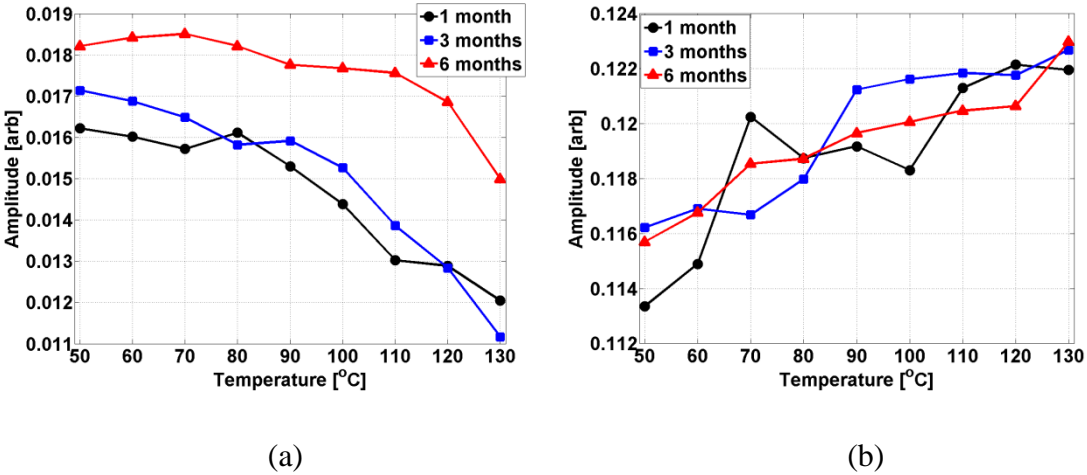 (a)
0.019
0.018
0.017
0.016
0.015
0.014
0.013
0.012
0.011
Amplitude [arb]
1 month
3 months
6 months
50 60 70 80 90 100 110 120 130
Temperature [°C]
(b)
0.124
0.122
0.12
0.118
0.116
0.114
0.112
Amplitude [arb]
1 month
3 months
6 months
50 60 70 80 90 100 110 120 130
Temperature [°C]
(a)
(b)